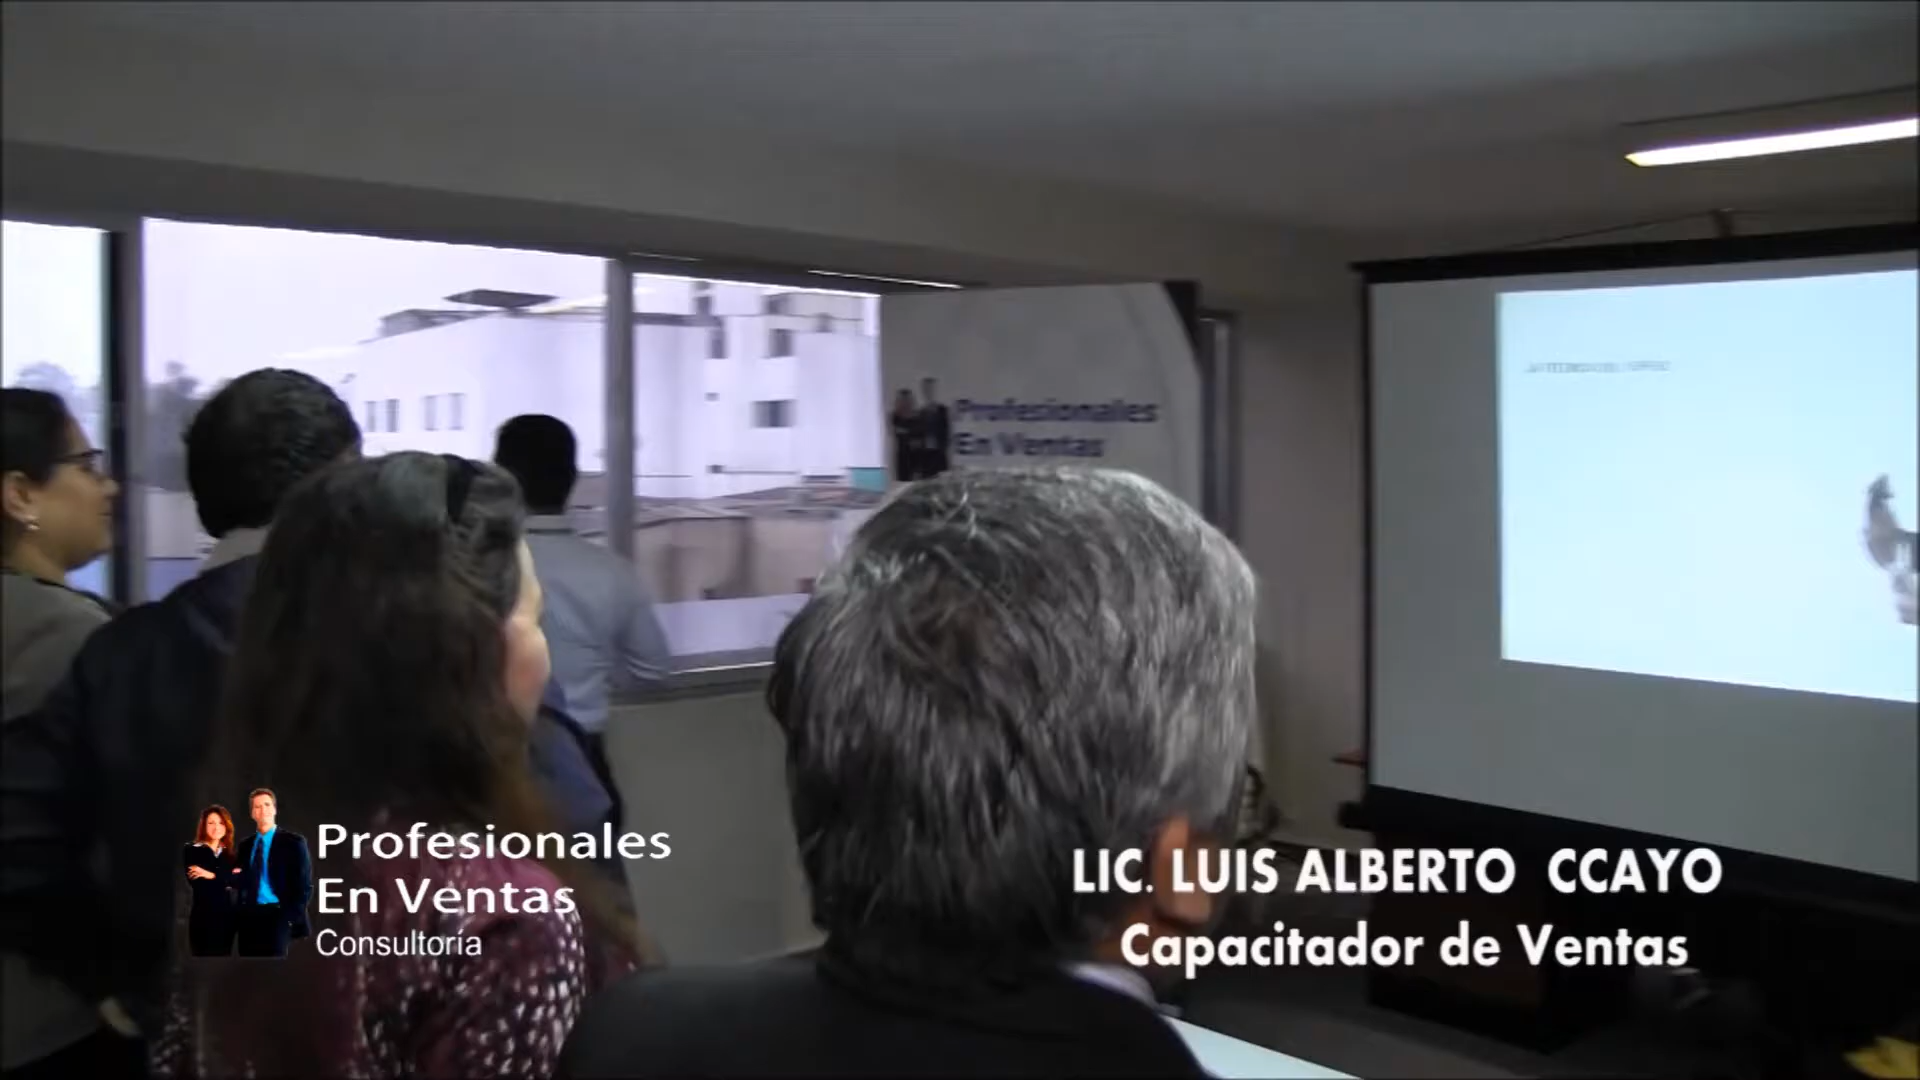 Profesionales
En Ventas
Profesionales
En Ventas
Consultoría
LIC. LUIS ALBERTO CCAYO
Capacitador de Ventas